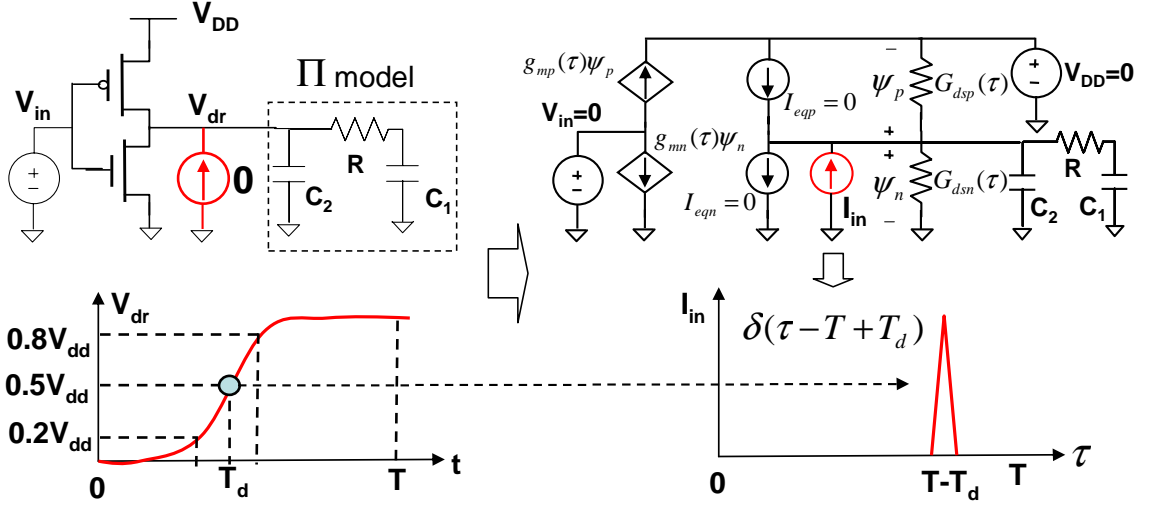 V_DD
Π model
V_in
V_dr
0
R
C_2
C_1
+
−
g_mp(τ)ψ_p
V_in=0
+
−
g_mn(τ)ψ_n
I_eqp = 0
I_eqn = 0
I_in
−
ψ_p
G_dsp(τ)
+
+
ψ_n
G_dsn(τ)
−
+
−
V_DD=0
R
C_2
C_1
V_dr
0.8V_dd
0.5V_dd
0.2V_dd
0
T_d
T
t
I_in
δ(τ − T + T_d)
0
T-T_d
T
τ